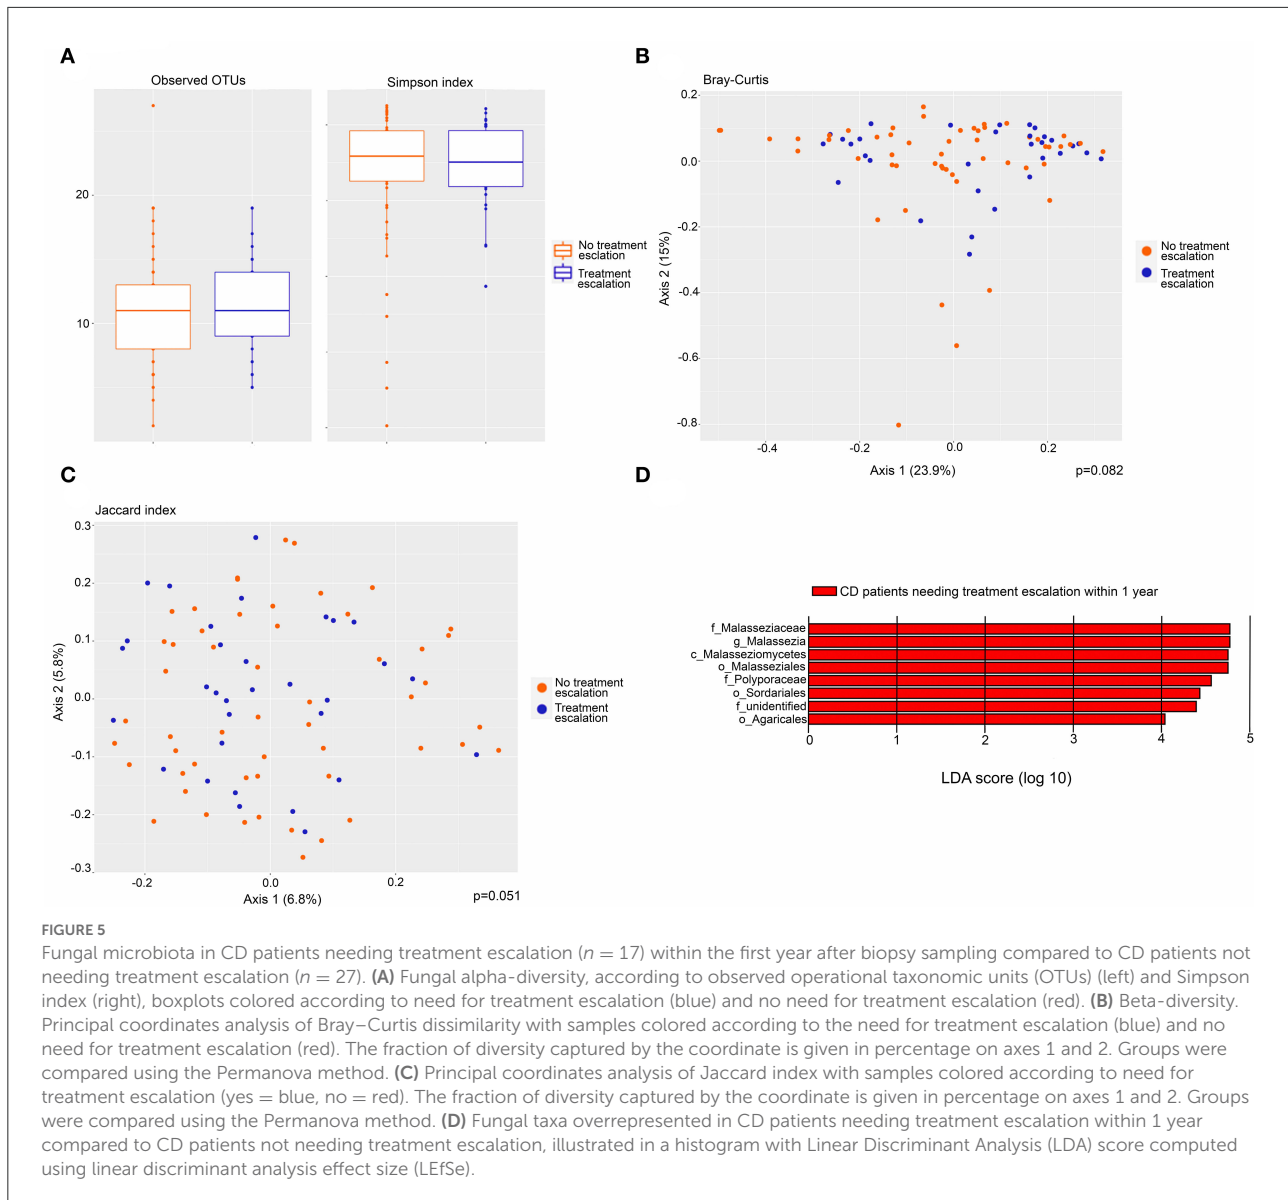 A
Observed OTUs
Simpson index
20
10
No treatment
esclation
Treatment
escalation
B
Bray-Curtis
0.2
0.0
-0.2
-0.4
-0.6
-0.8
Axis 2 (15%)
-0.4
-0.2
0.0
0.2
Axis 1 (23.9%)
p=0.082
No treatment
escalation
Treatment
escalation
C
Jaccard index
0.3
0.2
0.1
0.0
-0.1
-0.2
-0.3
Axis 2 (5.8%)
-0.2
0.0
0.2
Axis 1 (6.8%)
p=0.051
No treatment
escalation
Treatment
escalation
D
CD patients needing treatment escalation within 1 year
f_Malasseziaceae
g_Malassezia
c_Malasseziomycetes
o_Malasseziales
f_Polyporaceae
o_Sordariales
f_unidentified
o_Agaricales
0 1 2 3 4 5
LDA score (log 10)
FIGURE 5
Fungal microbiota in CD patients needing treatment escalation (n = 17) within the first year after biopsy sampling compared to CD patients not
needing treatment escalation (n = 27). (A) Fungal alpha-diversity, according to observed operational taxonomic units (OTUs) (left) and Simpson
index (right), boxplots colored according to need for treatment escalation (blue) and no need for treatment escalation (red). (B) Beta-diversity.
Principal coordinates analysis of Bray–Curtis dissimilarity with samples colored according to the need for treatment escalation (blue) and no
need for treatment escalation (red). The fraction of diversity captured by the coordinate is given in percentage on axes 1 and 2. Groups were
compared using the Permanova method. (C) Principal coordinates analysis of Jaccard index with samples colored according to need for
treatment escalation (yes = blue, no = red). The fraction of diversity captured by the coordinate is given in percentage on axes 1 and 2. Groups
were compared using the Permanova method. (D) Fungal taxa overrepresented in CD patients needing treatment escalation within 1 year
compared to CD patients not needing treatment escalation, illustrated in a histogram with Linear Discriminant Analysis (LDA) score computed
using linear discriminant analysis effect size (LEfSe).